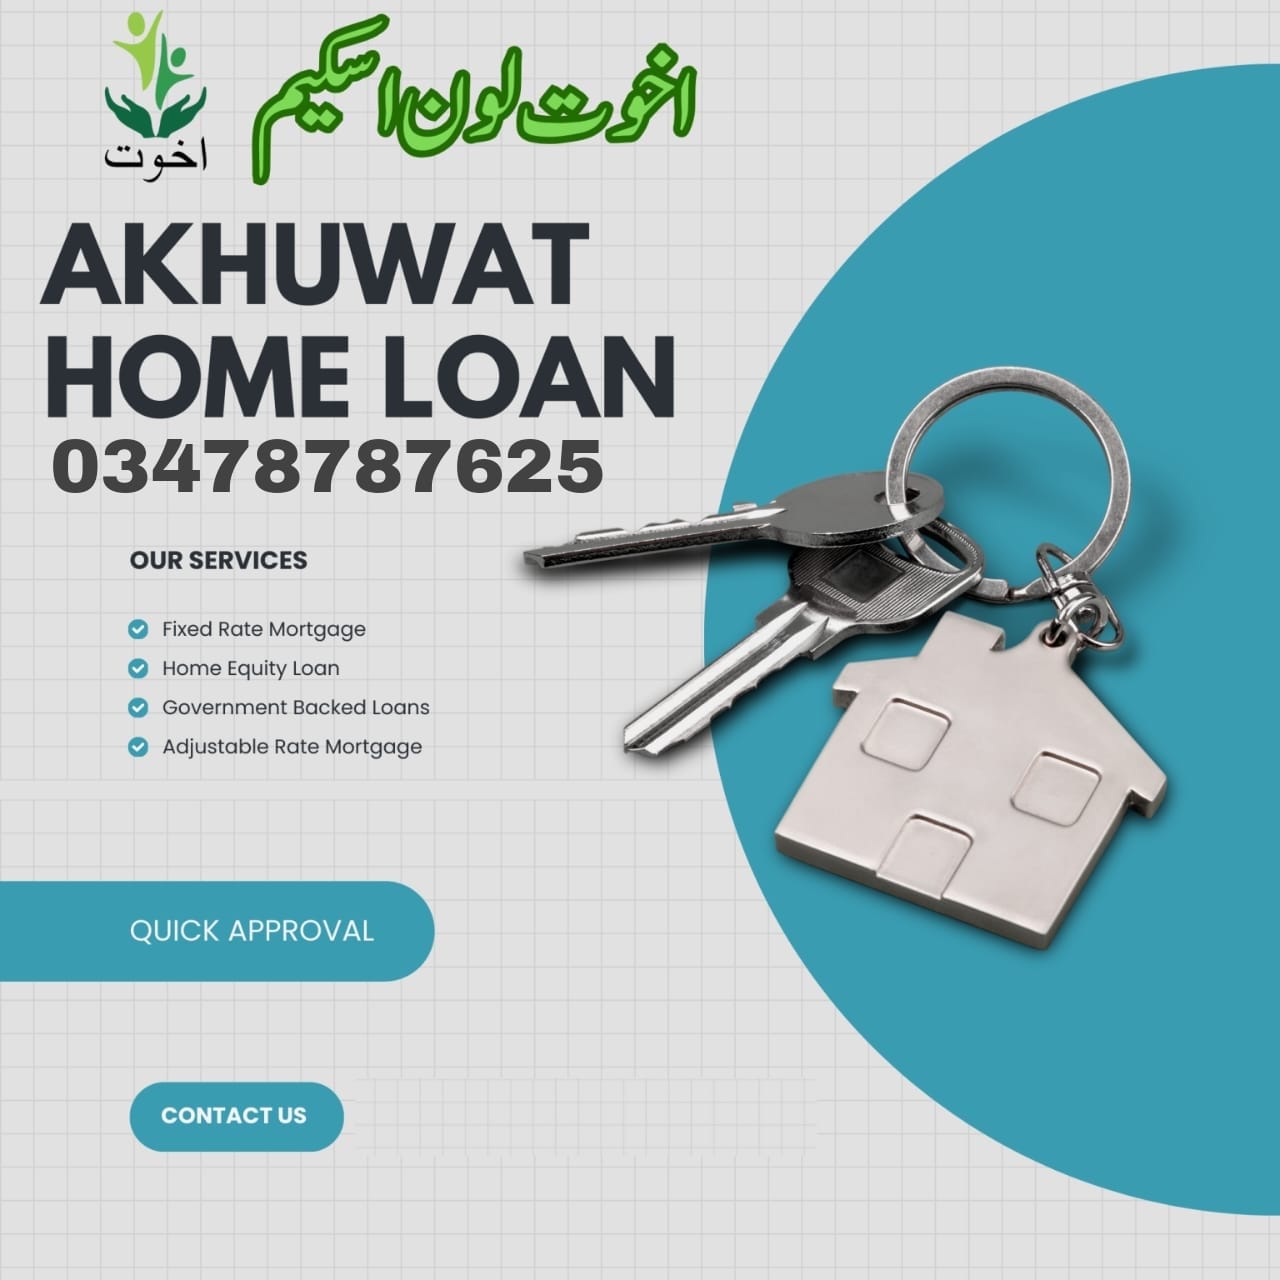 اخوت
اخوت لون اسکیم
AKHUWAT
HOME LOAN
03478787625
OUR SERVICES
Fixed Rate Mortgage
Home Equity Loan
Government Backed Loans
Adjustable Rate Mortgage
QUICK APPROVAL
CONTACT US